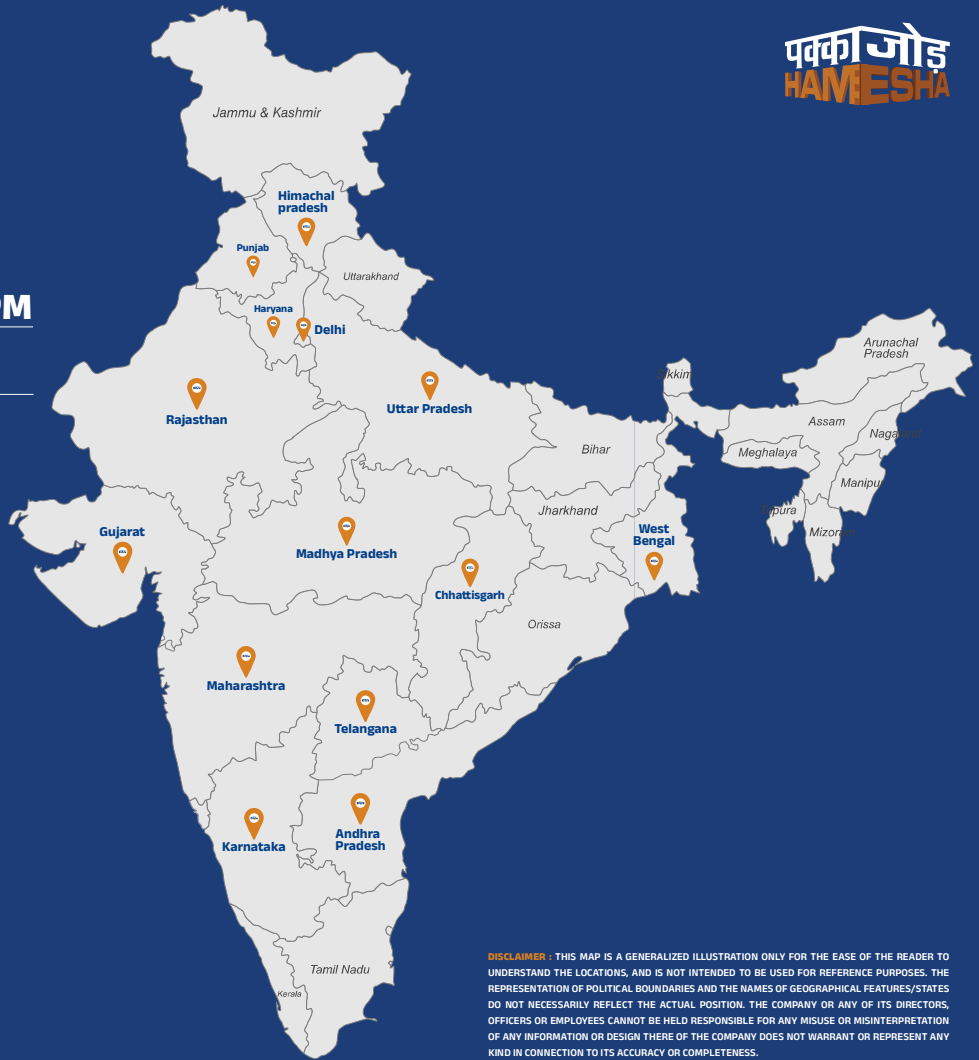 पक्का जोड़
HAMESHA
Jammu & Kashmir
Himachal
pradesh
Punjab
Uttarakhand
Haryana
Delhi
Arunachal
Pradesh
Rajasthan
Uttar Pradesh
Assam
Bihar
Meghalaya
Manipur
Jharkhand
Gujarat
West
Bengal
Mizoram
Madhya Pradesh
Chhattisgarh
Orissa
Maharashtra
Telangana
Karnataka
Andhra
Pradesh
Tamil Nadu
Kerala
DISCLAIMER : THIS MAP IS A GENERALIZED ILLUSTRATION ONLY FOR THE EASE OF THE READER TO
UNDERSTAND THE LOCATIONS, AND IS NOT INTENDED TO BE USED FOR REFERENCE PURPOSES. THE
REPRESENTATION OF POLITICAL BOUNDARIES AND THE NAMES OF GEOGRAPHICAL FEATURES/STATES
DO NOT NECESSARILY REFLECT THE ACTUAL POSITION. THE COMPANY OR ANY OF ITS DIRECTORS,
OFFICERS OR EMPLOYEES CANNOT BE HELD RESPONSIBLE FOR ANY MISUSE OR MISINTERPRETATION
OF ANY INFORMATION OR DESIGN THERE OF THE COMPANY DOES NOT WARRANT OR REPRESENT ANY
KIND IN CONNECTION TO ITS ACCURACY OR COMPLETENESS.